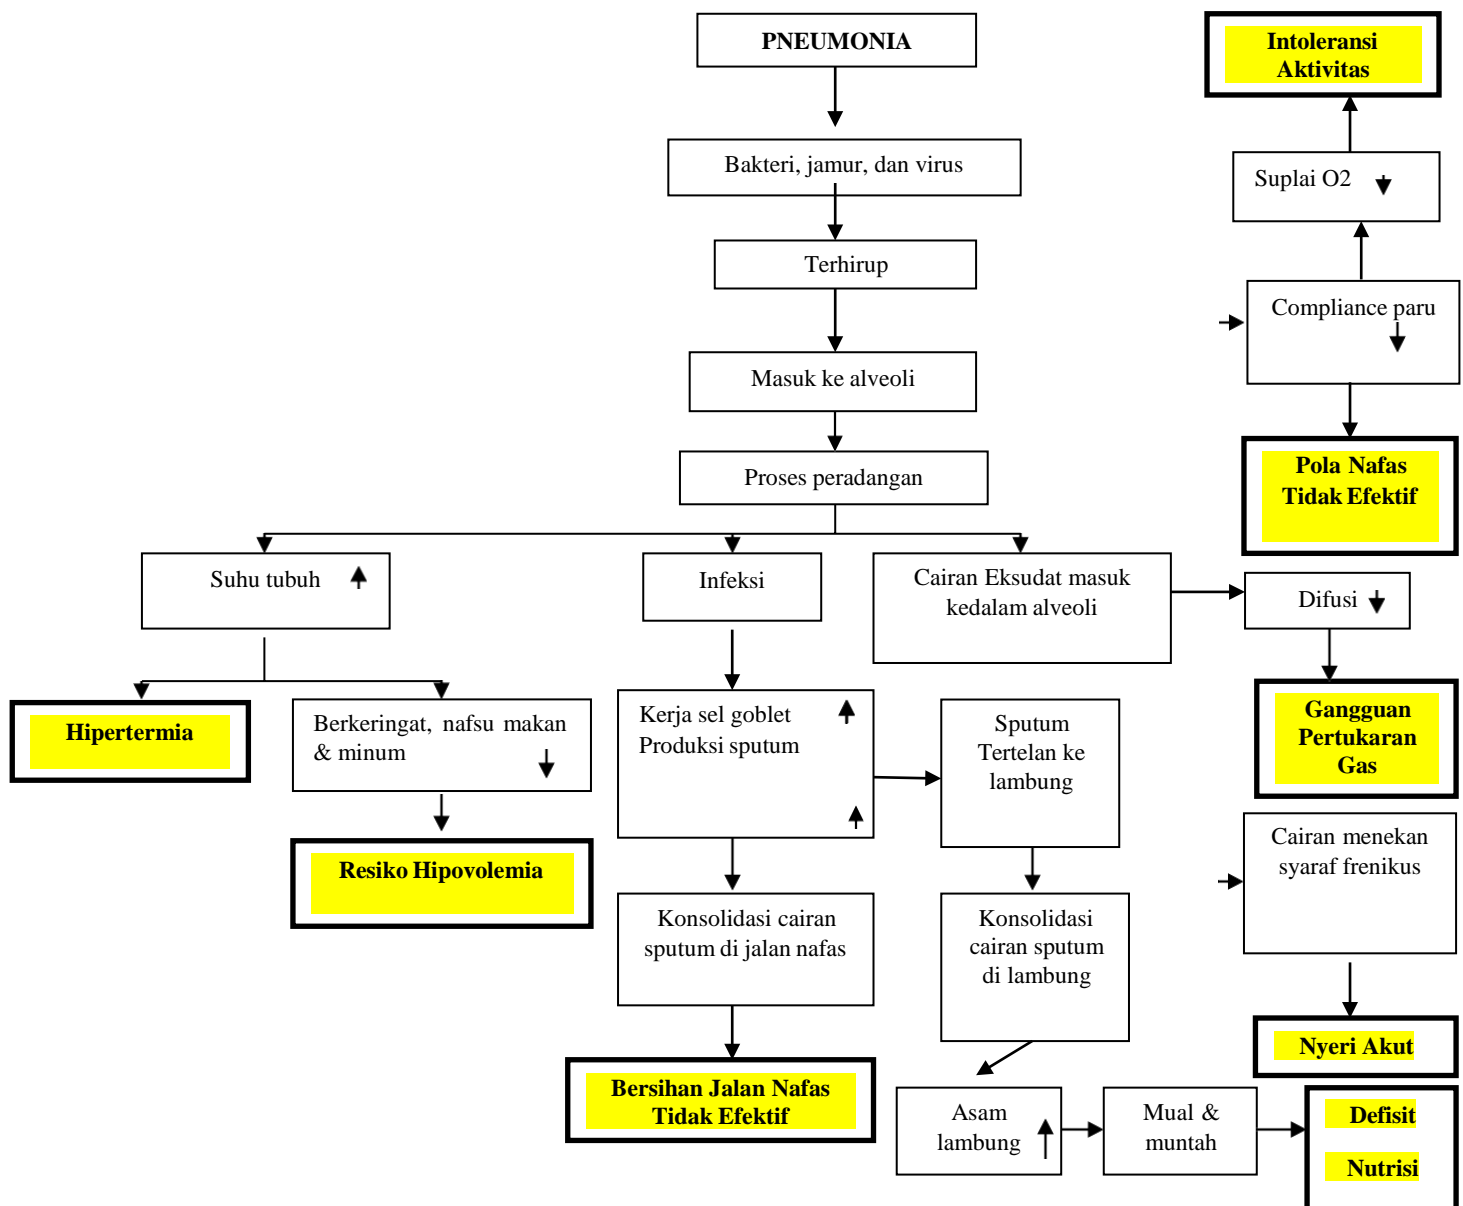 PNEUMONIA
Intoleransi
Aktivitas
Bakteri, jamur, dan virus
Suplai O2
Terhirup
Compliance paru
Masuk ke alveoli
Pola Nafas
Tidak Efektif
Proses peradangan
Suhu tubuh
Infeksi
Cairan Eksudat masuk
kedalam alveoli
Difusi
Hipertermia
Berkeringat, nafsu makan
& minum
Kerja sel goblet
Produksi sputum
Sputum
Tertelan ke
lambung
Gangguan
Pertukaran
Gas
Resiko Hipovolemia
Cairan menekan
syaraf frenikus
Konsolidasi cairan
sputum di jalan nafas
Konsolidasi
cairan sputum
di lambung
Nyeri Akut
Bersihan Jalan Nafas
Tidak Efektif
Asam
lambung
Mual &
muntah
Defisit
Nutrisi